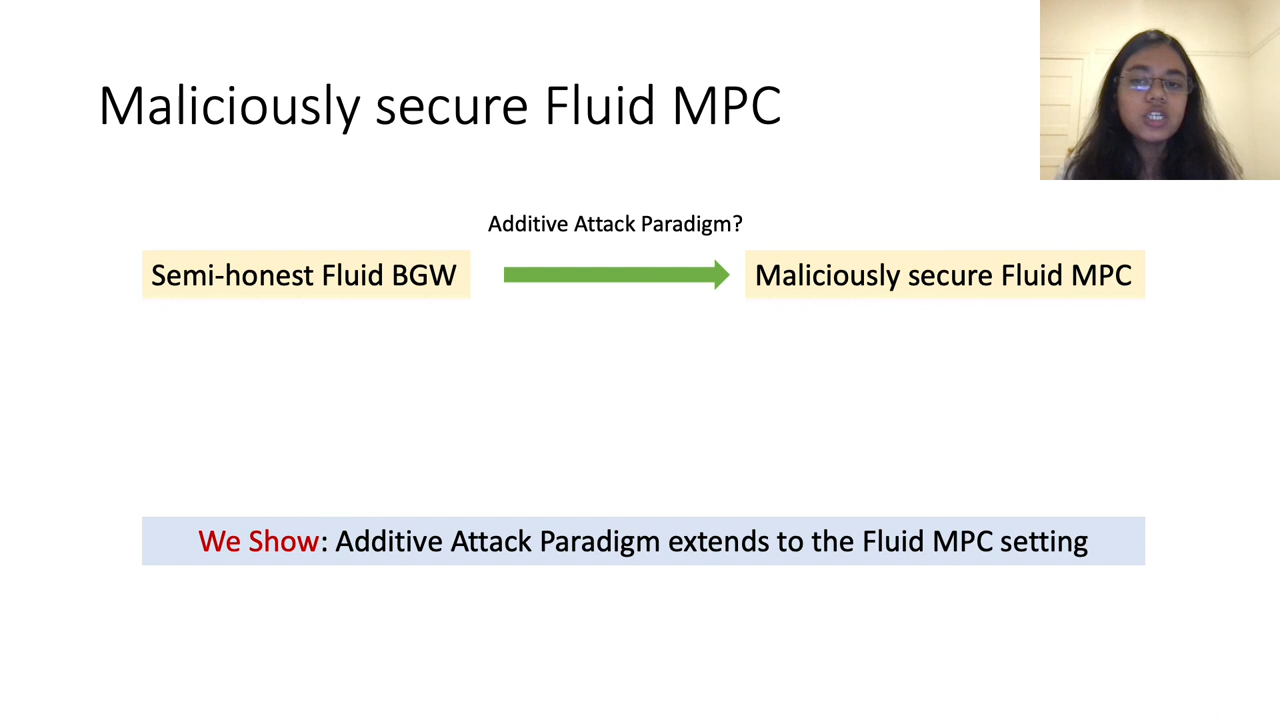 Maliciously secure Fluid MPC
Additive Attack Paradigm?
Semi-honest Fluid BGW
Maliciously secure Fluid MPC
We Show: Additive Attack Paradigm extends to the Fluid MPC setting